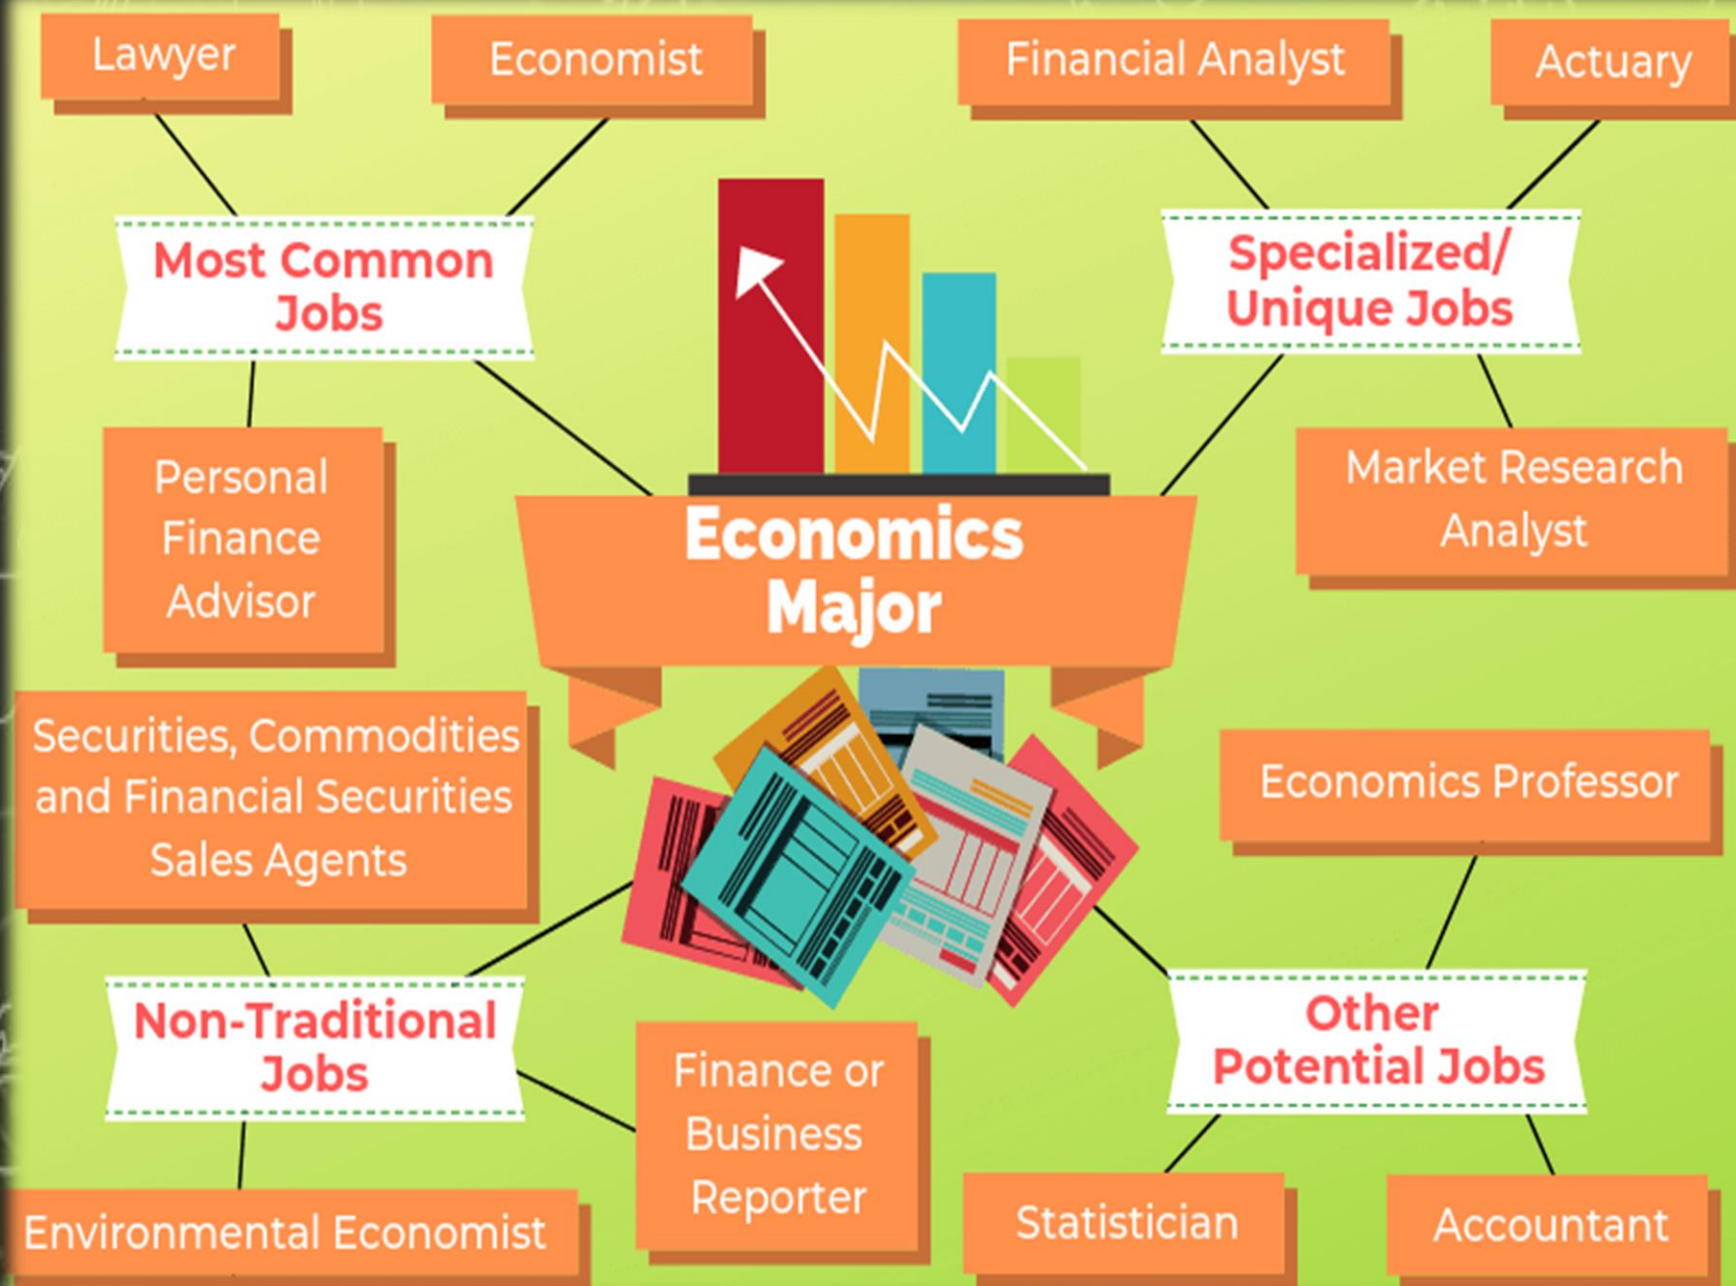 Lawyer
Economist
Financial Analyst
Actuary
Most Common
Jobs
Specialized/
Unique Jobs
Personal
Finance
Advisor
Market Research
Analyst
Economics
Major
Securities, Commodities
and Financial Securities
Sales Agents
Economics Professor
Non-Traditional
Jobs
Other
Potential Jobs
Finance or
Business
Reporter
Environmental Economist
Statistician
Accountant